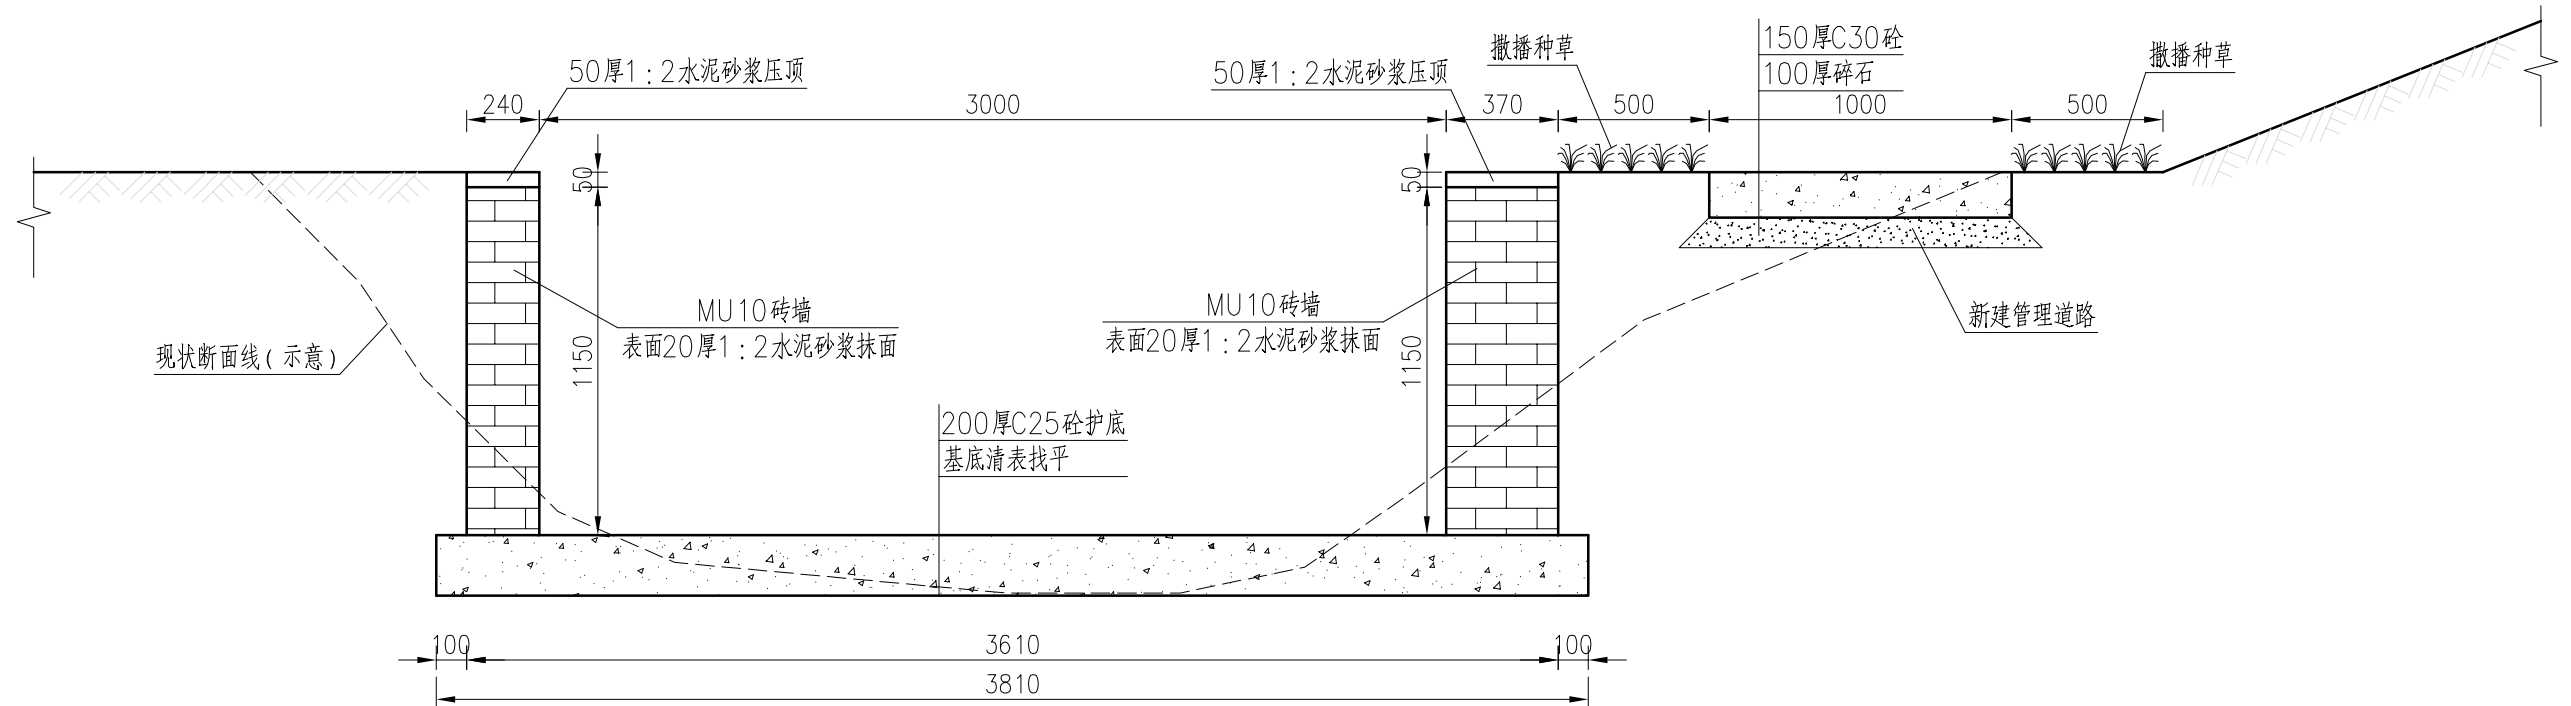 50厚1:2水泥砂浆压顶
50厚1:2水泥砂浆压顶
撒播种草
150厚C30砼
100厚碎石
撒播种草
240
3000
370
500
1000
500
50
50
MU10砖墙
表面20厚1:2水泥砂浆抹面
MU10砖墙
表面20厚1:2水泥砂浆抹面
新建管理道路
现状断面线(示意)
1150
1150
200厚C25砼护底
基底清表找平
100
3610
100
3810